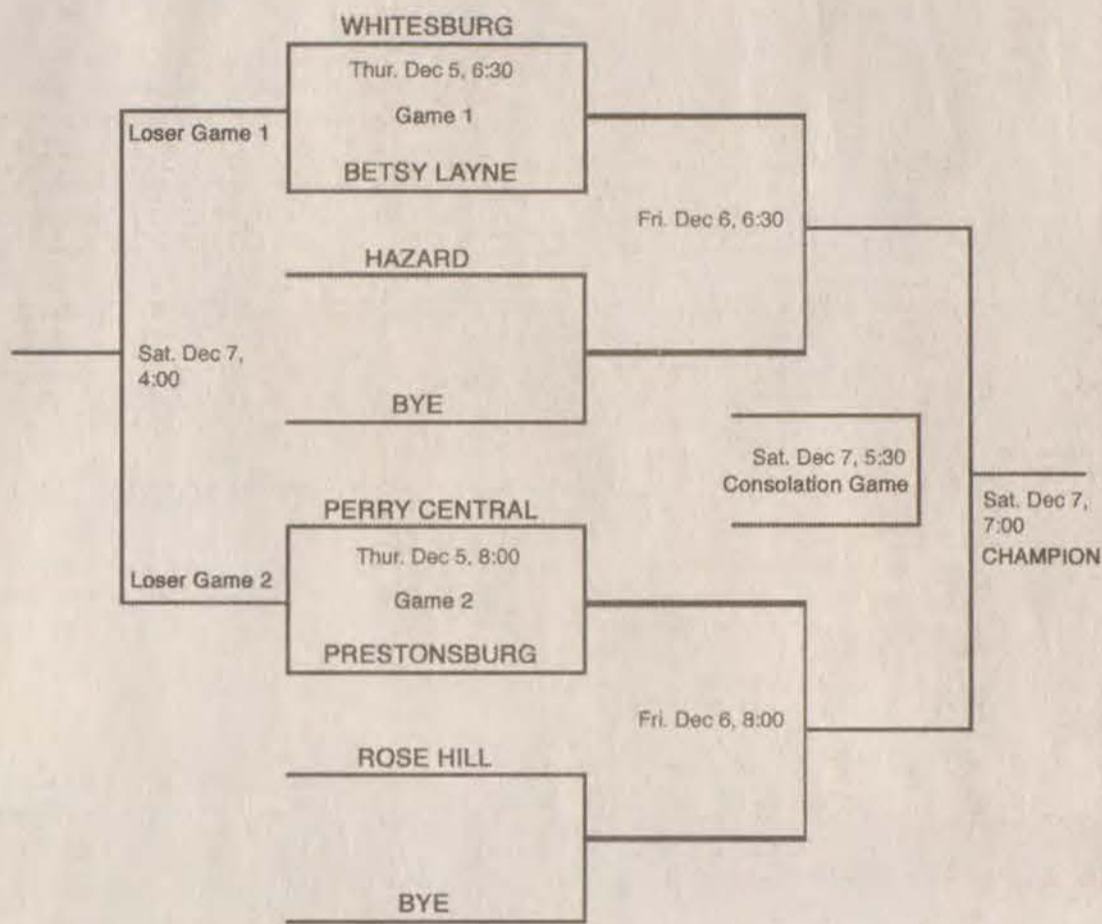 WHITESBURG
Thur. Dec 5, 6:30
Game 1
Loser Game 1
BETSY LAYNE
Fri. Dec 6, 6:30
HAZARD
Sat. Dec 7,
4:00
BYE
Sat. Dec 7, 5:30
Consolation Game
Sat. Dec 7,
7:00
CHAMPION
PERRY CENTRAL
Thur. Dec 5, 8:00
Loser Game 2
Game 2
PRESTONSBURG
Fri. Dec 6, 8:00
ROSE HILL
BYE